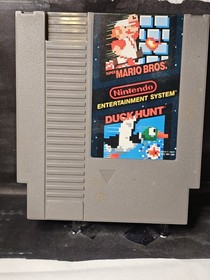 SUPER
MARIO BROS.
Nintendo
ENTERTAINMENT SYSTEM
DUCK HUNT